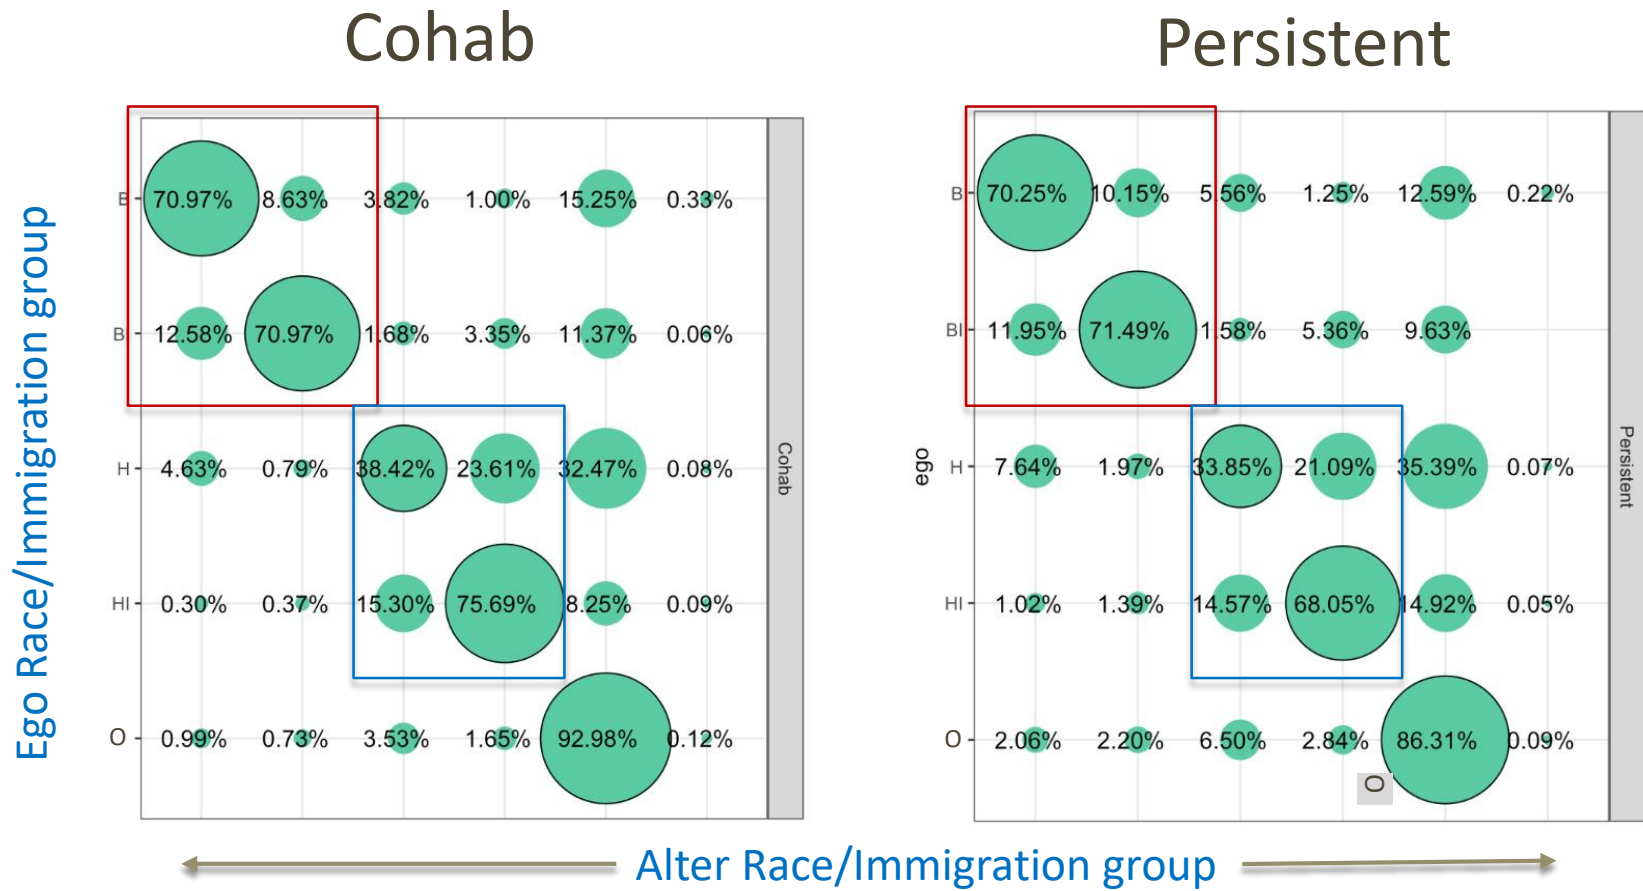 Cohab
Persistent
Ego Race/Immigration group
B 70.97% 8.63% 3.82% 1.00% 15.25% 0.33%
B 12.58% 70.97% 1.68% 3.35% 11.37% 0.06%
H 4.63% 0.79% 38.42% 23.61% 32.47% 0.08%
HI 0.30% 0.37% 15.30% 75.69% 8.25% 0.09%
O 0.99% 0.73% 3.53% 1.65% 92.98% 0.12%
Cohab
ego
B 70.25% 10.15% 5.56% 1.25% 12.59% 0.22%
BI 11.95% 71.49% 1.58% 5.36% 9.63%
H 7.64% 1.97% 33.85% 21.09% 35.39% 0.07%
HI 1.02% 1.39% 14.57% 68.05% 14.92% 0.05%
O 2.06% 2.20% 6.50% 2.84% 86.31% 0.09%
O
Persistent
Alter Race/Immigration group